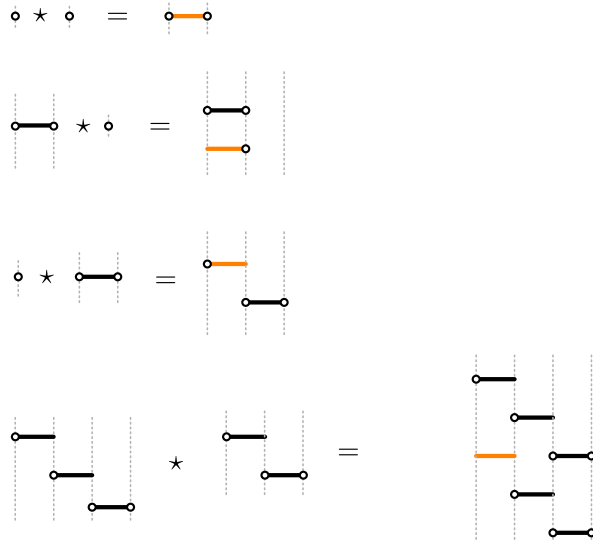 ⋆ =
⋆ =
⋆ =
⋆ =